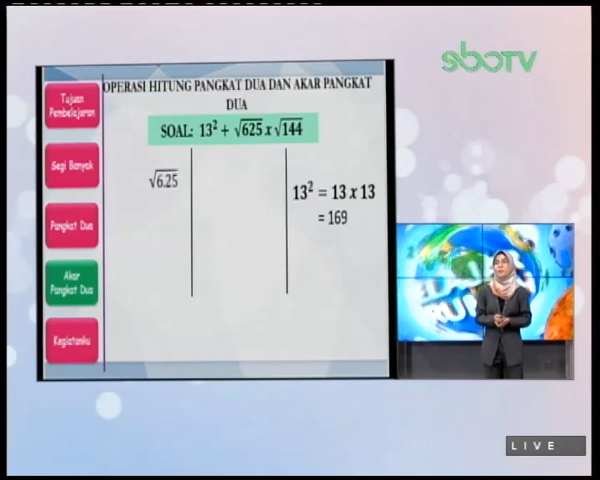 sboTV
OPERASI HITUNG PANGKAT DUA DAN AKAR PANGKAT
DUA
SOAL: 13² + √625 x √144
Tujuan
Pembelajaran
Segi Banyak
Pangkat Dua
Akar
Pangkat Dua
Kegiatanku
√6.25
13² = 13 x 13
= 169
LIVE